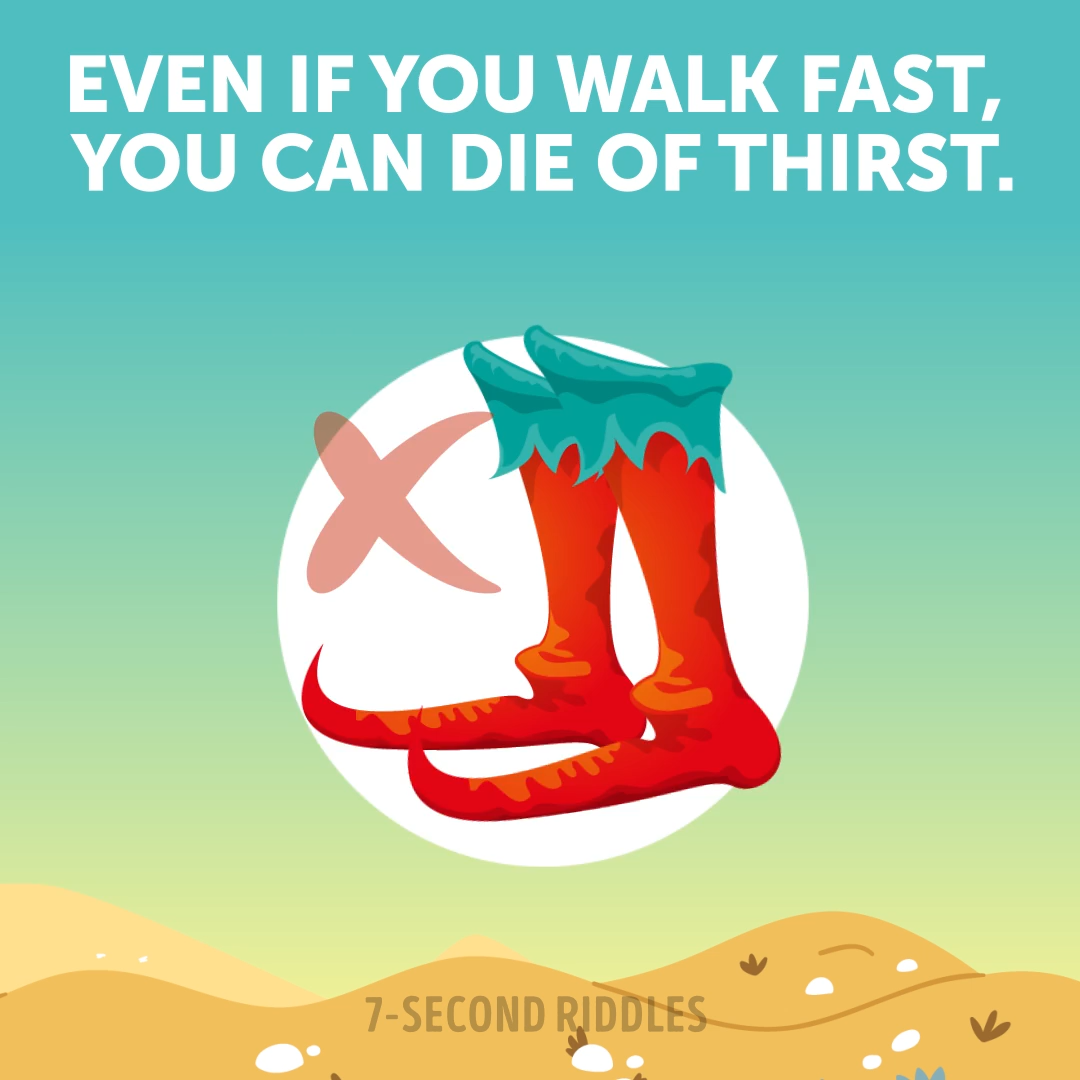 EVEN IF YOU WALK FAST,
YOU CAN DIE OF THIRST.
7-SECOND RIDDLES